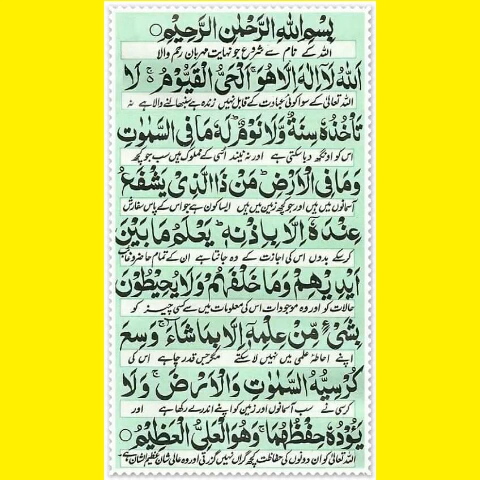 بِسْمِ اللهِ الرَّحْمٰنِ الرَّحِيْمِ ○
اللہ کے نام سے شروع جو نہایت مہربان رحم والا
اَللهُ لَآ اِلٰهَ اِلَّا هُوَ ۚ اَلْحَيُّ الْقَيُّوْمُ ۚ لَا
اللہ تعالیٰ کے سوا کوئی عبادت کے قابل نہیں زندہ ہے سنبھالنے والا ہے نہ
تَاْخُذُهٗ سِنَةٌ وَّلَا نَوْمٌ ؕ لَهٗ مَا فِي السَّمٰوٰتِ
اس کو اونگھ دبا سکتی ہے اور نہ نیند اسی کے مملوک ہیں سب جو کچھ
وَمَا فِي الْاَرْضِ ؕ مَنْ ذَا الَّذِيْ يَشْفَعُ
آسمانوں میں ہیں اور جو کچھ زمین میں ہیں ایسا کون ہے جو اس کے پاس سفارش
عِنْدَهٗٓ اِلَّا بِاِذْنِهٖ ؕ يَعْلَمُ مَا بَيْنَ
کر سکے بدوں اس کی اجازت کے وہ جانتا ہے ان کے تمام حاضر و غائب
اَيْدِيْهِمْ وَمَا خَلْفَهُمْ ۚ وَلَا يُحِيْطُوْنَ
حالات کو اور وہ موجودات اس کی معلومات میں سے کسی چیز کو
بِشَيْءٍ مِّنْ عِلْمِهٖٓ اِلَّا بِمَا شَآءَ ۚ وَسِعَ
اپنے احاطۂ علمی میں نہیں لا سکتے مگر جس قدر چاہے اس کی
كُرْسِيُّهُ السَّمٰوٰتِ وَالْاَرْضَ ۚ وَلَا
کرسی نے سب آسمانوں اور زمین کو اپنے اندر لے رکھا ہے اور
يَـُٔوْدُهٗ حِفْظُهُمَا ۚ وَهُوَ الْعَلِيُّ الْعَظِيْمُ ○
اللہ تعالیٰ کو ان دونوں کی حفاظت کچھ گراں نہیں گزرتی اور وہ عالی شان عظیم الشان ہے